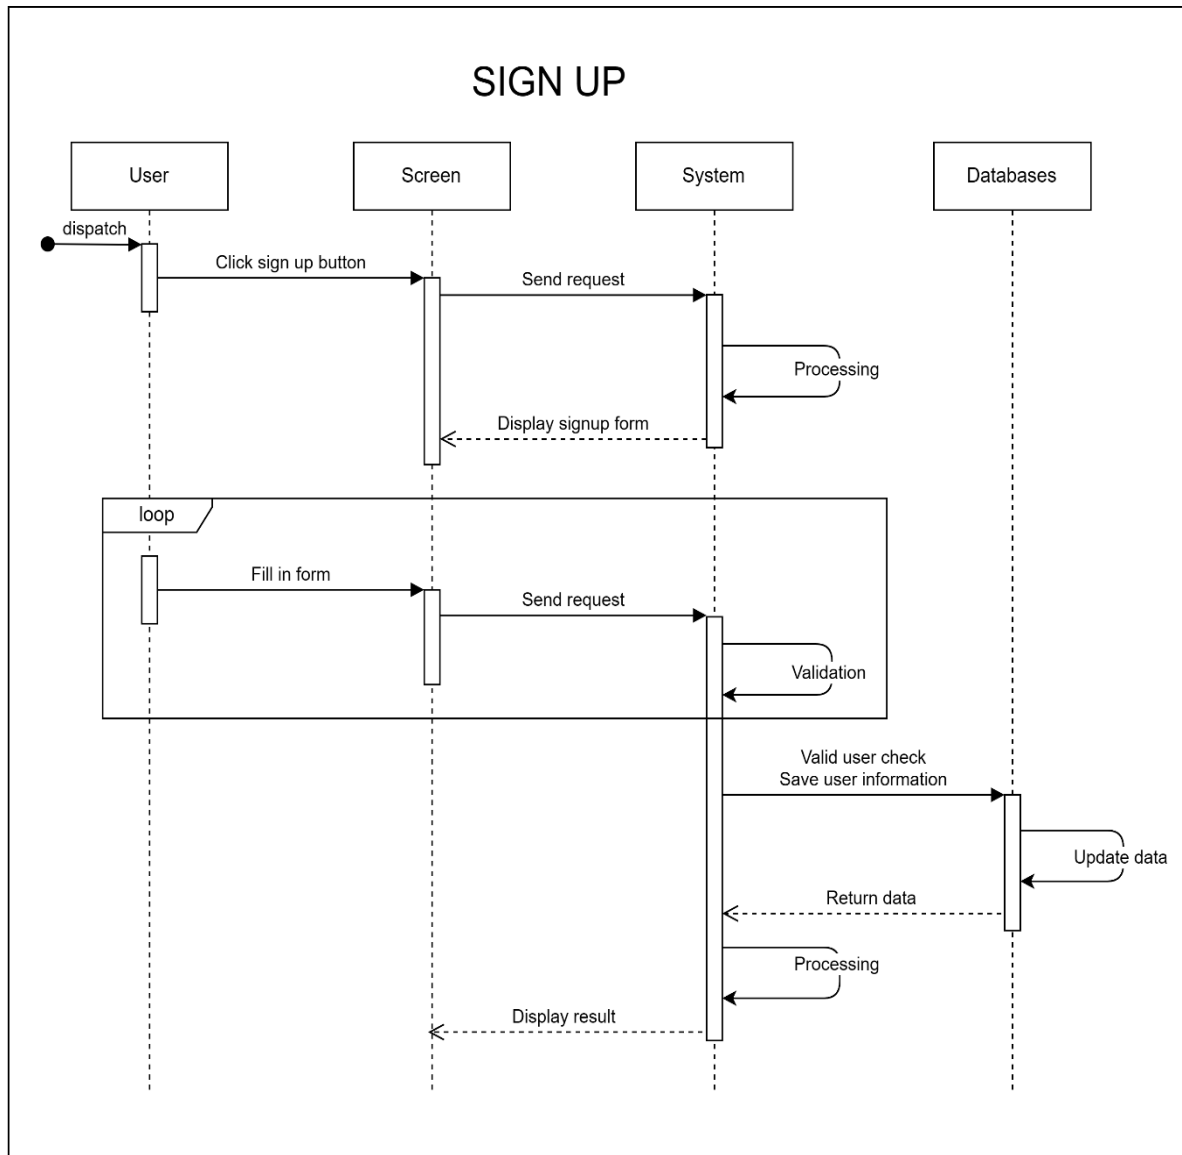 SIGN UP
User
Screen
System
Databases
dispatch
Click sign up button
Send request
Processing
Display signup form
loop
Fill in form
Send request
Validation
Valid user check
Save user information
Update data
Return data
Processing
Display result